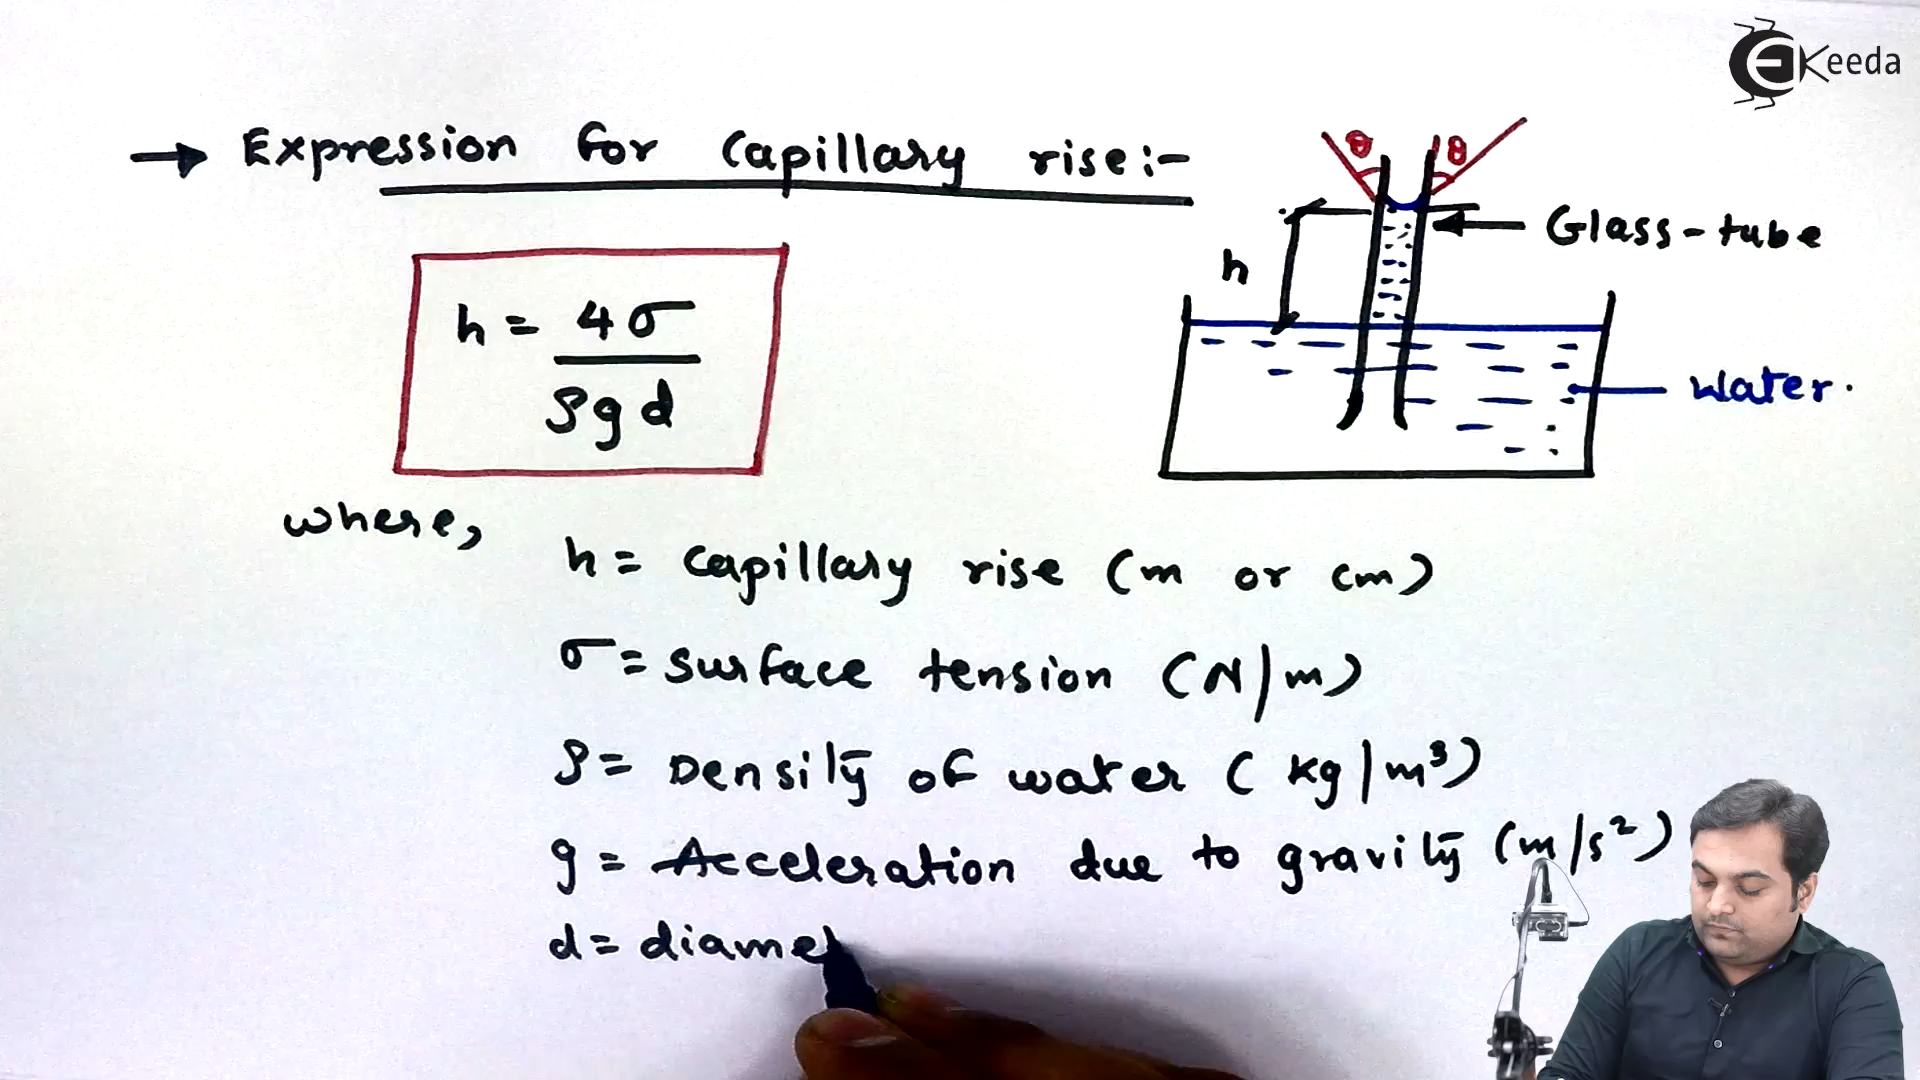 EKeeda
→ Expression for Capillary rise:-
θ θ
Glass-tube
h
h = 4σ / ρgd
Water.
where,
h = Capillary rise (m or cm)
σ = Surface tension (N/m)
ρ = Density of water (kg/m³)
g = Acceleration due to gravity (m/s²)
d = diamet